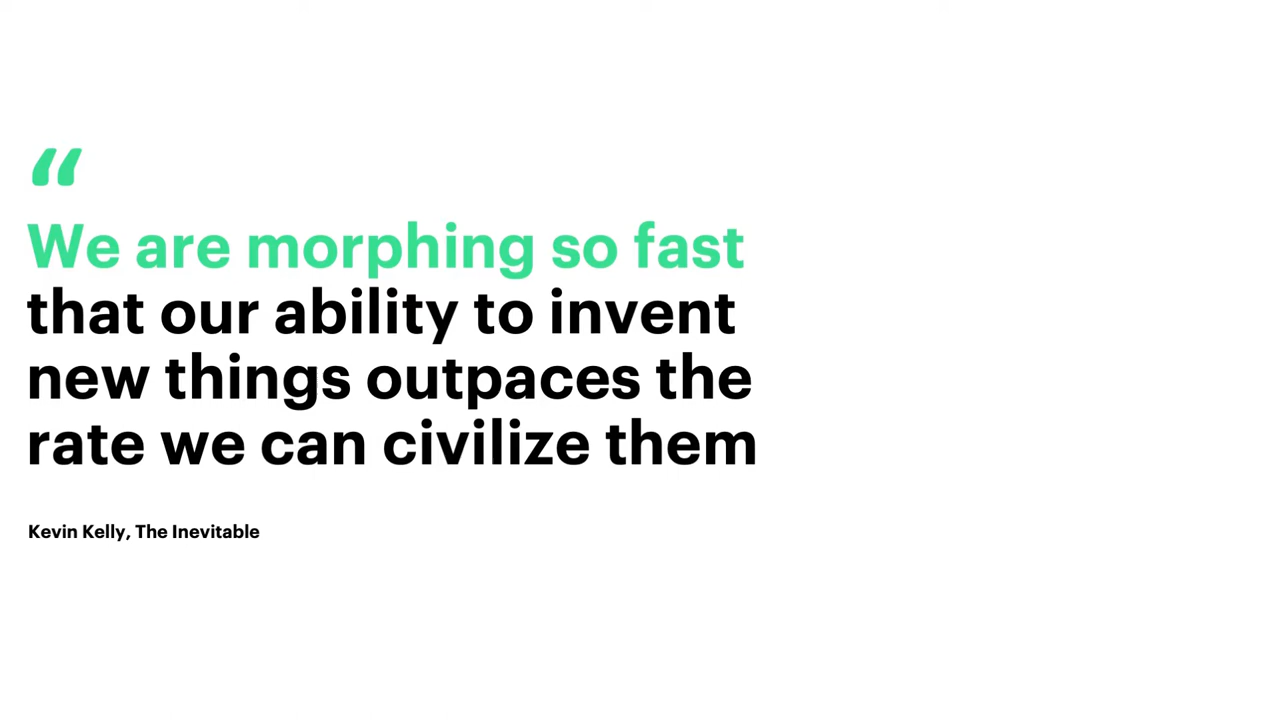 “
We are morphing so fast
that our ability to invent
new things outpaces the
rate we can civilize them
Kevin Kelly, The Inevitable